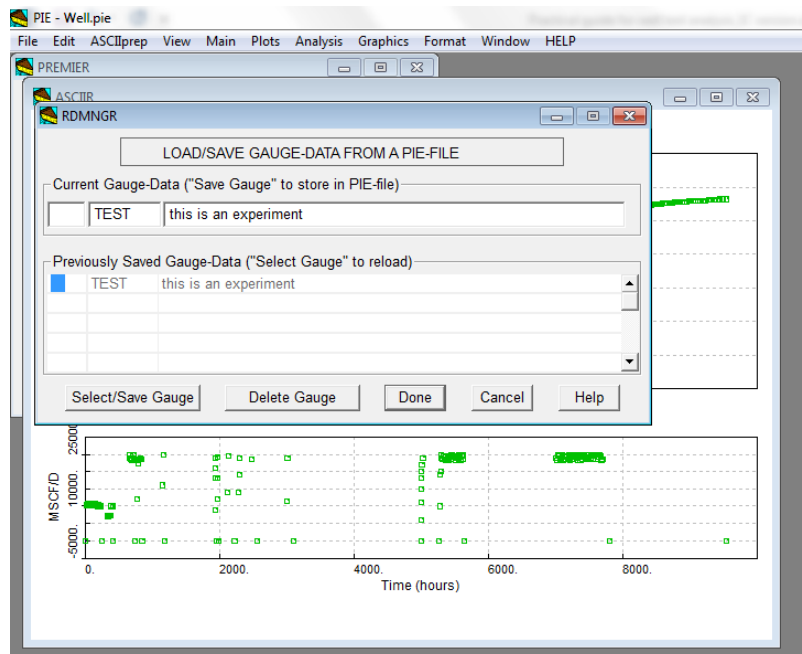 PIE - Well.pie
File Edit ASCIIprep View Main Plots Analysis Graphics Format Window HELP
PREMIER
ASCIIR
RDMNGR
LOAD/SAVE GAUGE-DATA FROM A PIE-FILE
Current Gauge-Data ("Save Gauge" to store in PIE-file)
TEST this is an experiment
Previously Saved Gauge-Data ("Select Gauge" to reload)
TEST this is an experiment
Select/Save Gauge Delete Gauge Done Cancel Help
MSCF/D
25000.
10000.
-5000.
0. 2000. 4000. 6000. 8000.
Time (hours)